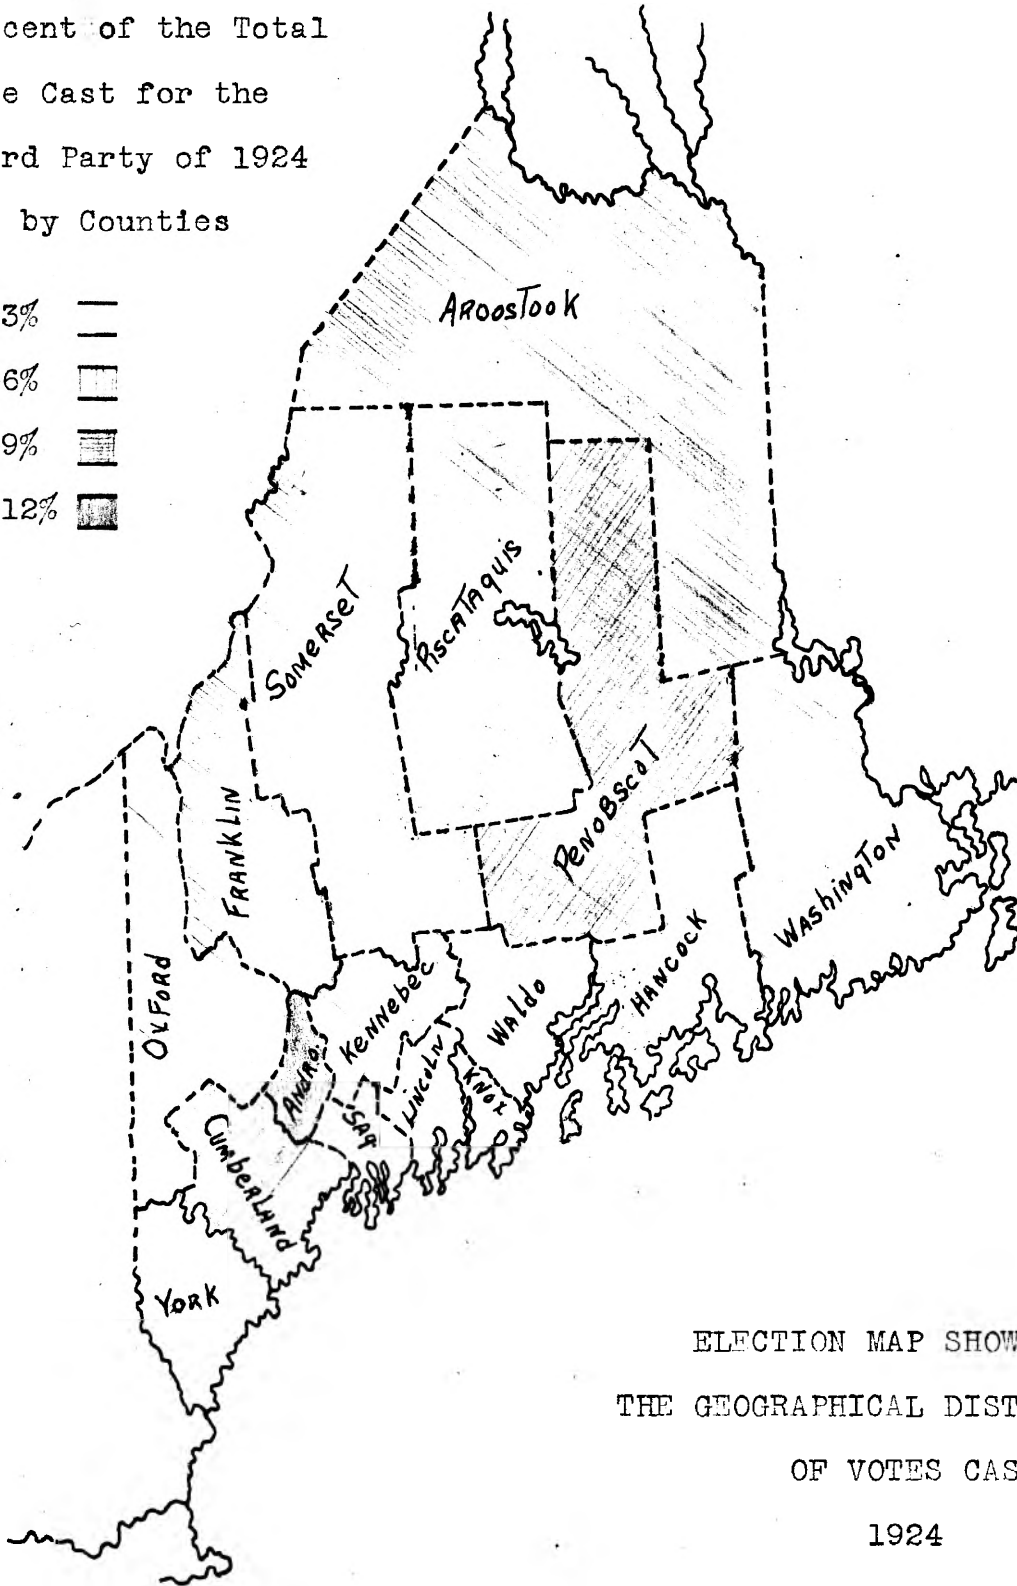 cent of the Total
e Cast for the
rd Party of 1924
by Counties
3%
6%
9%
12%
AROOSTOOK
SOMERSET
PISCATAQUIS
PENOBSCOT
FRANKLIN
WASHINGTON
HANCOCK
OXFORD
KENNEBEC
WALDO
LINCOLN
KNOX
ANDRO.
SAG
CUMBERLAND
YORK
ELECTION MAP SHOW
THE GEOGRAPHICAL DIST
OF VOTES CAS
1924